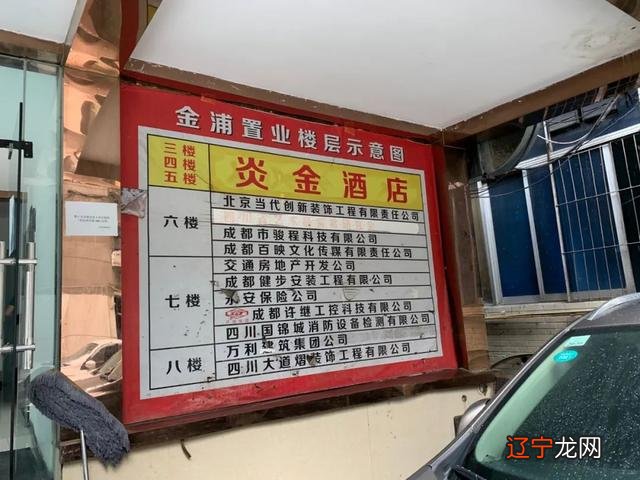 金浦置业楼层示意图
三楼
四楼
五楼
炎金酒店
六楼
北京当代创新装饰工程有限责任公司
成都市骏程科技有限公司
成都百映文化传媒有限责任公司
七楼
交通房地产开发公司
成都健步安装工程有限公司
永安保险公司
成都许继工控科技有限公司
四川国锦城消防设备检测有限公司
八楼
万利建筑集团公司
四川大道熠装饰工程有限公司
辽宁龙网